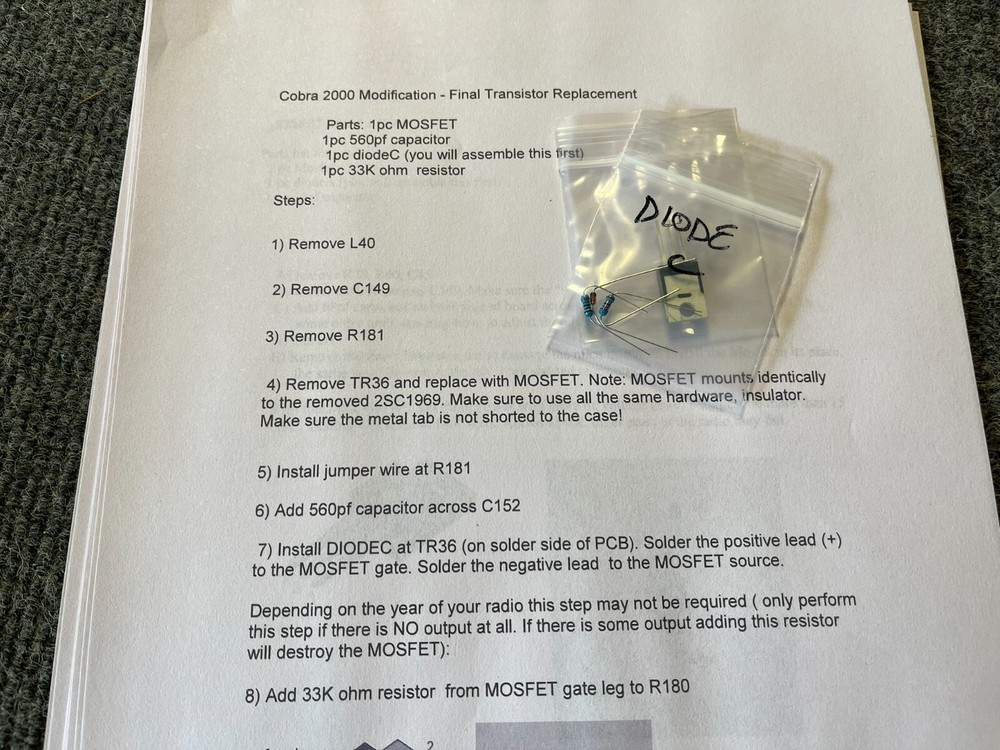 Cobra 2000 Modification - Final Transistor Replacement
Parts: 1pc MOSFET
1pc 560pf capacitor
1pc diodeC (you will assemble this first)
1pc 33K ohm resistor
Steps:
DIODE
C
1) Remove L40
2) Remove C149
3) Remove R181
4) Remove TR36 and replace with MOSFET. Note: MOSFET mounts identically
to the removed 2SC1969. Make sure to use all the same hardware, insulator.
Make sure the metal tab is not shorted to the case!
5) Install jumper wire at R181
6) Add 560pf capacitor across C152
7) Install DIODEC at TR36 (on solder side of PCB). Solder the positive lead (+)
to the MOSFET gate. Solder the negative lead to the MOSFET source.
Depending on the year of your radio this step may not be required ( only perform
this step if there is NO output at all. If there is some output adding this resistor
will destroy the MOSFET):
8) Add 33K ohm resistor from MOSFET gate leg to R180
2